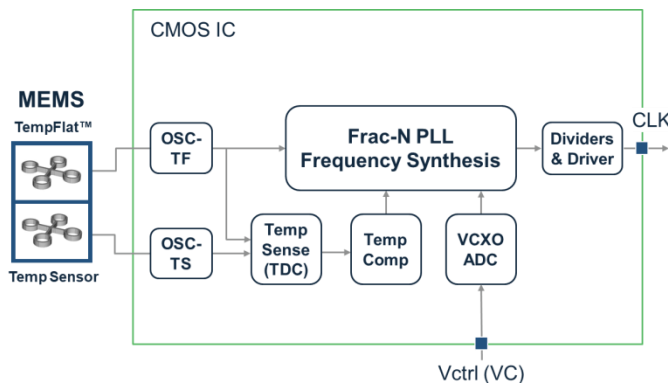 CMOS IC
MEMS
TempFlat™
OSC-
TF
Frac-N PLL
Frequency Synthesis
Dividers
& Driver
CLK
OSC-
TS
Temp
Sense
(TDC)
Temp
Comp
VCXO
ADC
Temp Sensor
Vctrl (VC)